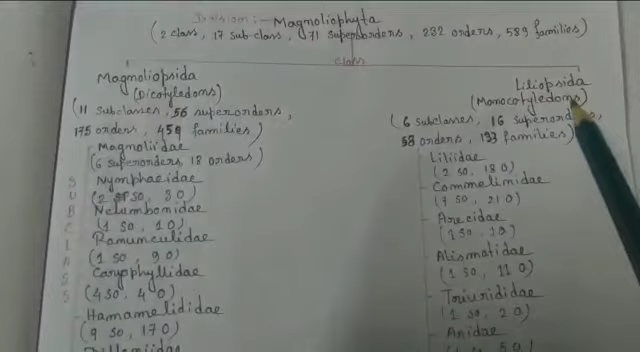 Division :- Magnoliophyta
(2 class, 17 sub-class, 71 superorders, 232 orders, 589 families)
class
Magnoliopsida
(Dicotyledoms)
(11 subclasses, 56 superorders,
175 orders, 459 families)
Magnoliidae
(6 superorders, 18 orders)
Nymphaeidae
(2 so, 3 O)
Nelumbonidae
(1 so, 1 O)
Ranunculidae
(1 so, 9 O)
Caryophyllidae
(4 so, 4 O)
Hamamelididae
(9 so, 17 O)
SUBCLASS
Liliopsida
(Monocotyledoms)
(6 subclasses, 16 superorders,
58 orders, 133 families)
Liliidae
(2 so, 18 O)
Commelinidae
(7 so, 21 O)
Arecidae
(1 so, 1 O)
Alismatidae
(1 so, 11 O)
Triurididae
(1 so, 2 O)
Aridae
5 O)